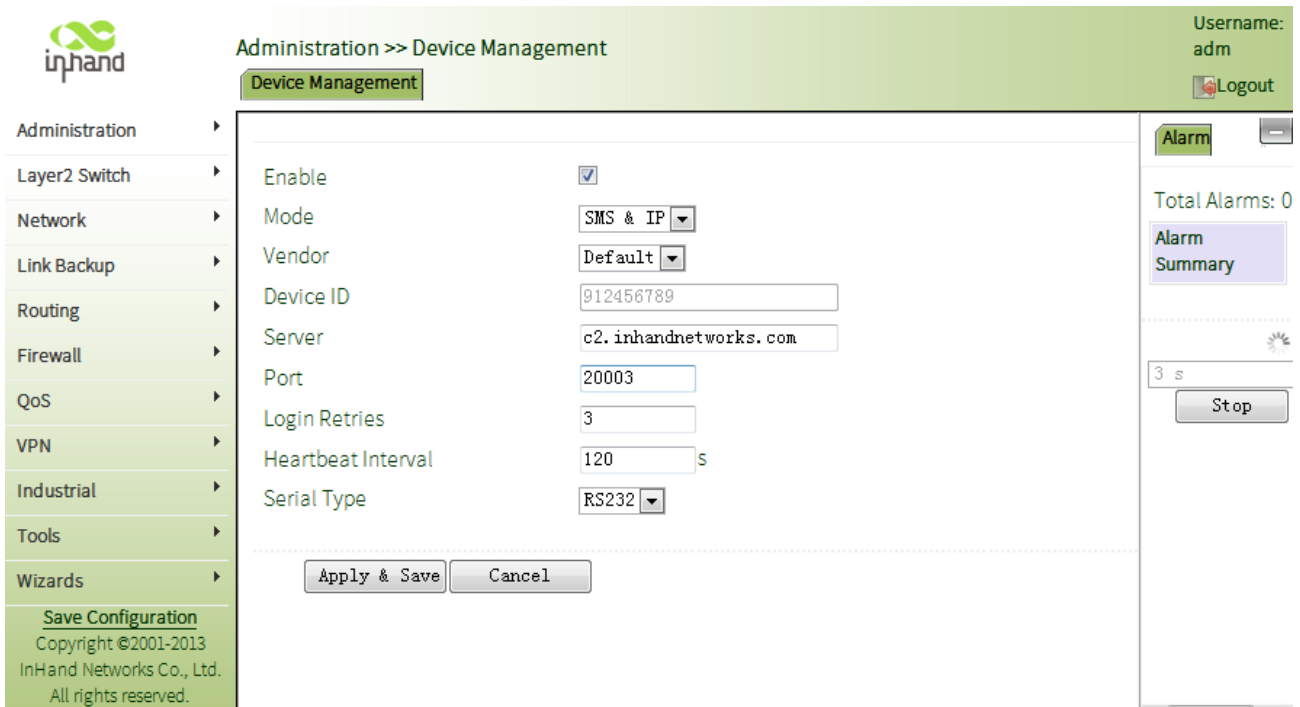 inhand
Administration >> Device Management
Username:
adm
Logout
Device Management
Administration
Layer2 Switch
Network
Link Backup
Routing
Firewall
QoS
VPN
Industrial
Tools
Wizards
Save Configuration
Copyright ©2001-2013
InHand Networks Co., Ltd.
All rights reserved.
Enable
Mode SMS & IP
Vendor Default
Device ID 912456789
Server c2.inhandnetworks.com
Port 20003
Login Retries 3
Heartbeat Interval 120 s
Serial Type RS232
Apply & Save Cancel
Alarm
Total Alarms: 0
Alarm
Summary
3 s
Stop